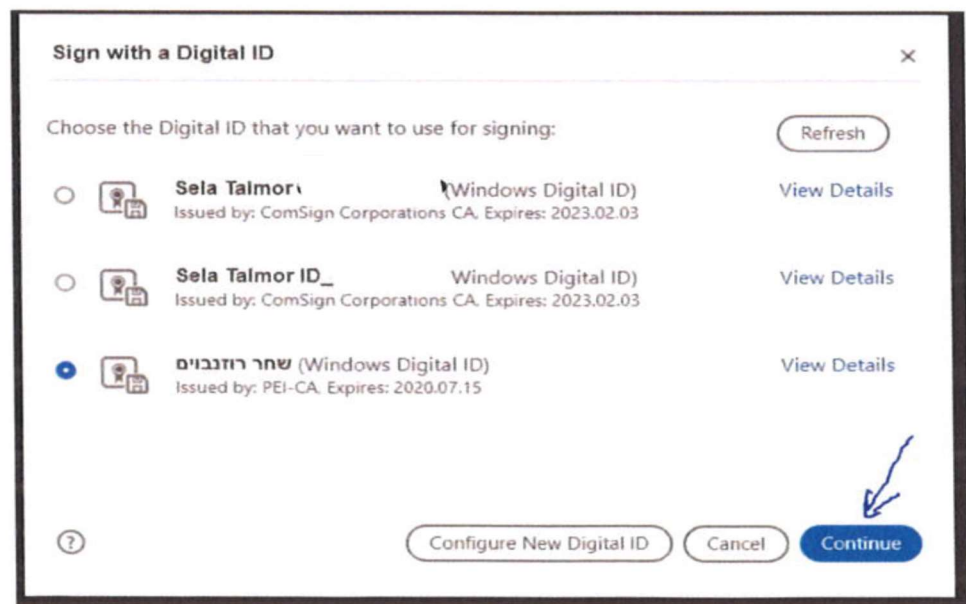 Sign with a Digital ID
Choose the Digital ID that you want to use for signing:
Refresh
Sela Talmor (Windows Digital ID)
View Details
Issued by: ComSign Corporations CA, Expires: 2023.02.03
Sela Talmor ID_ Windows Digital ID)
View Details
Issued by: ComSign Corporations CA, Expires: 2023.02.03
שחר רוזנבוים (Windows Digital ID)
View Details
Issued by: PEI-CA, Expires: 2020.07.15
Configure New Digital ID
Cancel
Continue